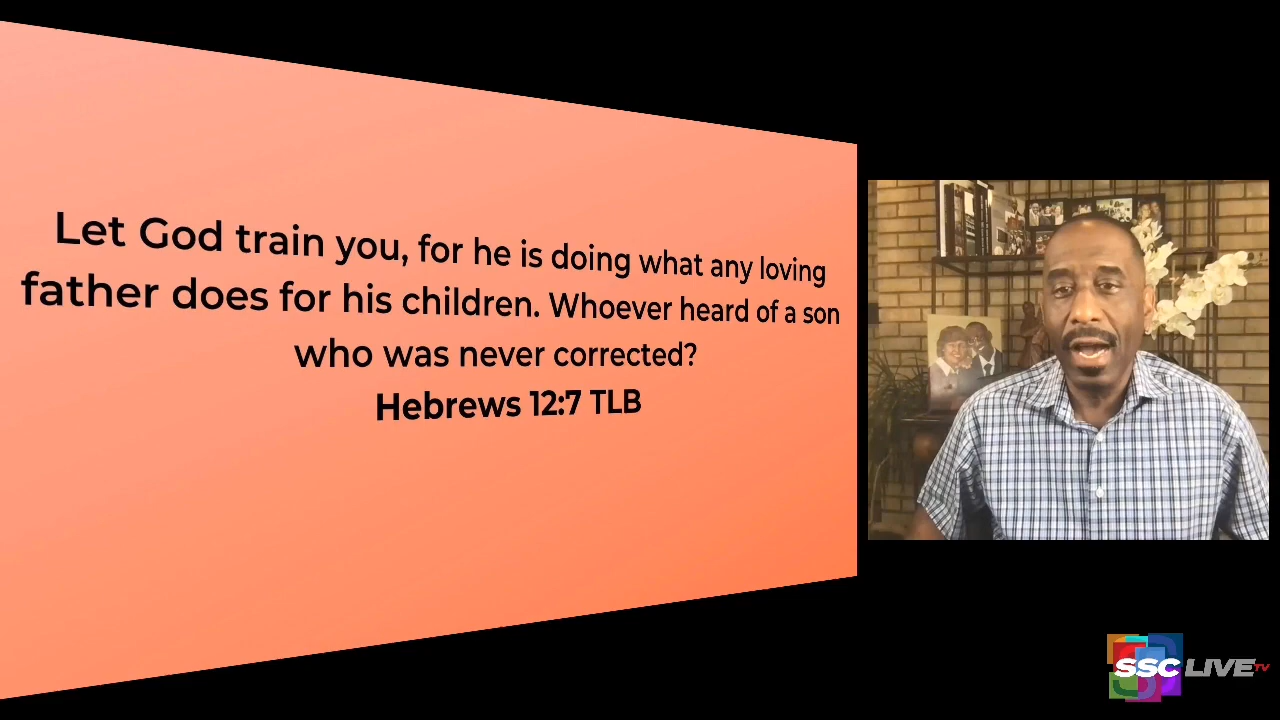 Let God train you, for he is doing what any loving
father does for his children. Whoever heard of a son
who was never corrected?
Hebrews 12:7 TLB
SSC LIVE TV